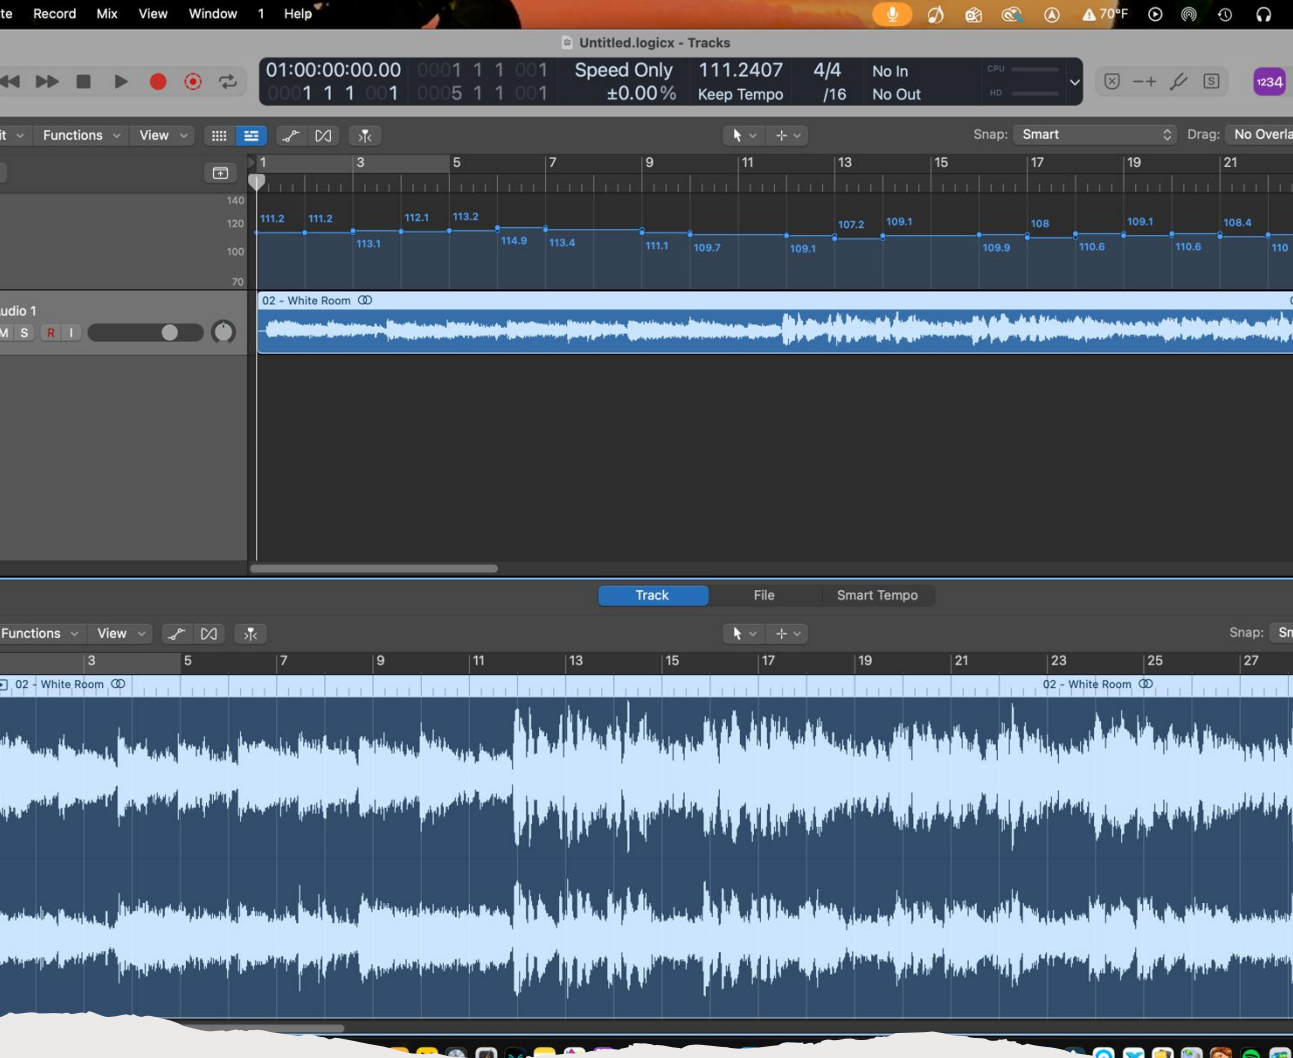 te Record Mix View Window 1 Help 70°F
Untitled.logicx - Tracks
01:00:00:00.00 0001 1 1 001 Speed Only 111.2407 4/4 No In CPU
0001 1 1 001 0005 1 1 001 ±0.00% Keep Tempo /16 No Out HD
S 1234
it Functions View Snap: Smart Drag: No Overla
1 3 5 7 9 11 13 15 17 19 21
140
120
100
70
111.2 111.2 113.1 112.1 113.2 114.9 113.4 111.1 109.7 109.1 107.2 109.1 109.9 108 110.6 109.1 110.6 108.4 110
02 - White Room
udio 1
M S R I
Track File Smart Tempo
Functions View Snap: Sm
3 5 7 9 11 13 15 17 19 21 23 25 27
02 - White Room 02 - White Room